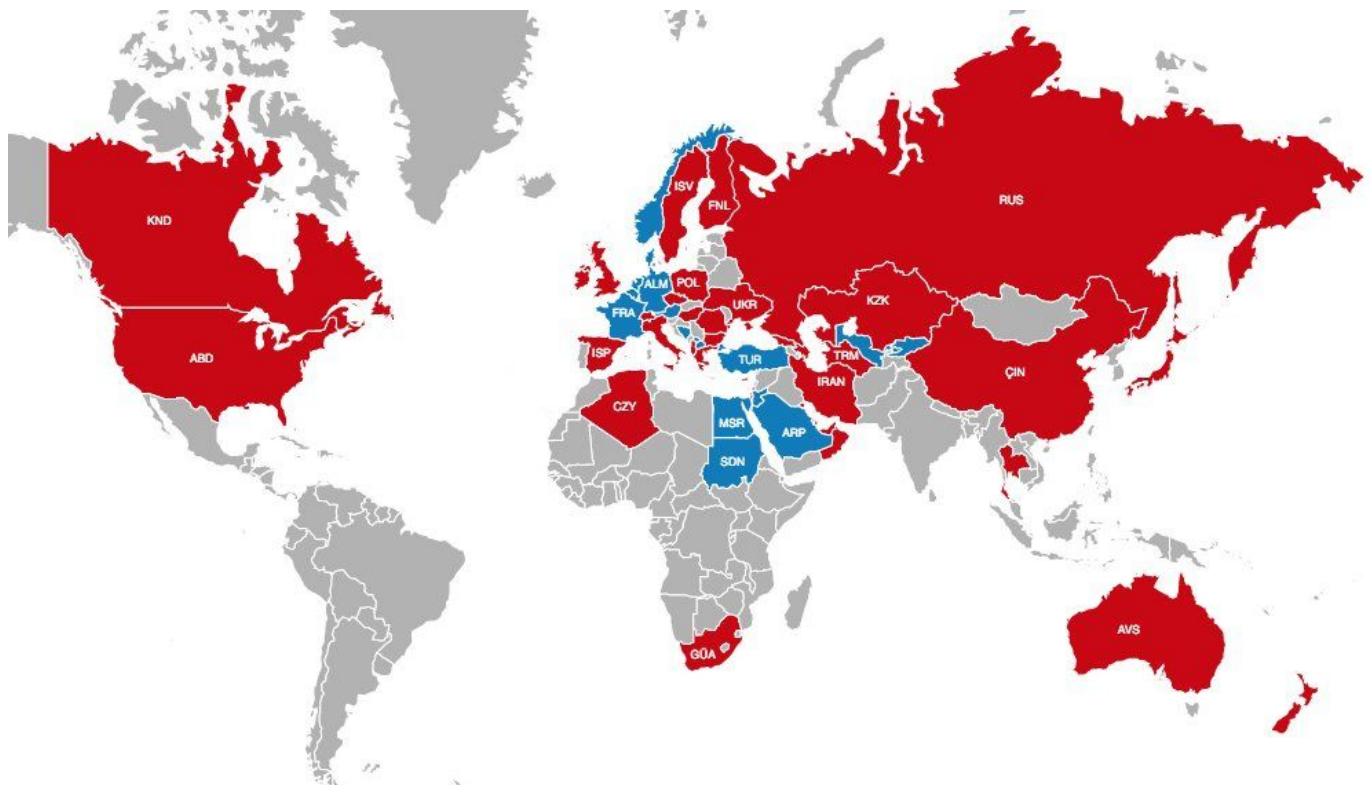 ISV
RUS
FNL
KND
ALM
POL
KZK
UKR
FRA
ABD
ISP
TUR
TRM
ÇIN
IRAN
CZY
MSR
ARP
SDN
AVS
GÜA